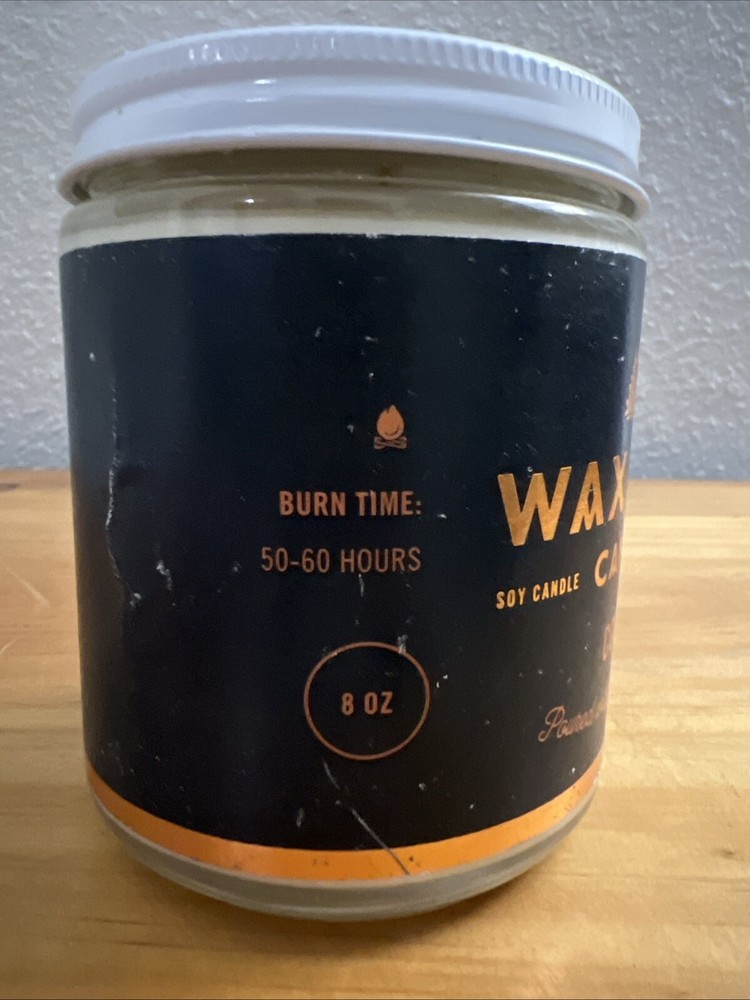 BURN TIME:
50-60 HOURS
8 OZ
WAX
SOY CANDLE